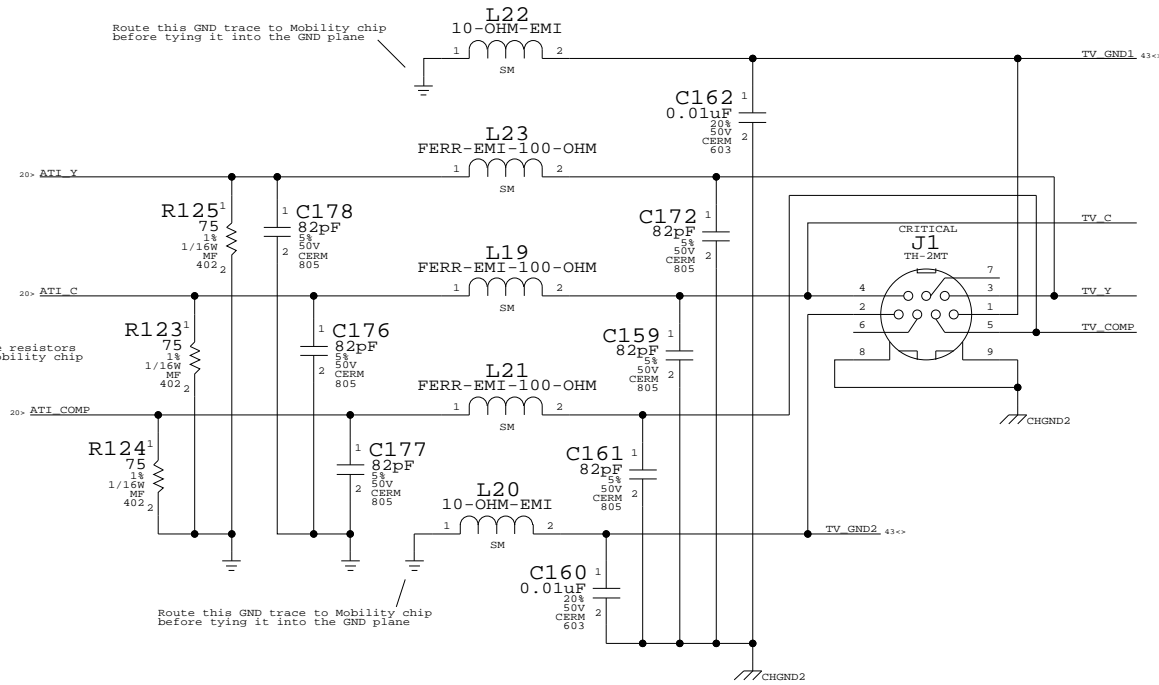 Route this GND trace to Mobility chip
before tying it into the GND plane
L22
10-OHM-EMI
1 2
SM
TV_GND1 43<>
C162
0.01uF
20%
50V
CERM
603
1
2
L23
FERR-EMI-100-OHM
1 2
SM
20> ATI_Y
R125
75
1%
1/16W
MF
402
1
2
C178
82pF
5%
50V
CERM
805
1
2
C172
82pF
5%
50V
CERM
805
1
2
TV_C
CRITICAL
J1
TH-2MT
7
4 3
2 1
6 5
8 9
TV_Y
TV_COMP
CHGND2
L19
FERR-EMI-100-OHM
1 2
SM
20> ATI_C
R123
75
1%
1/16W
MF
402
1
2
resistors
obility chip
C176
82pF
5%
50V
CERM
805
1
2
C159
82pF
5%
50V
CERM
805
1
2
L21
FERR-EMI-100-OHM
1 2
SM
20> ATI_COMP
R124
75
1%
1/16W
MF
402
1
2
C177
82pF
5%
50V
CERM
805
1
2
C161
82pF
5%
50V
CERM
805
1
2
L20
10-OHM-EMI
1 2
SM
TV_GND2 43<>
C160
0.01uF
20%
50V
CERM
603
1
2
Route this GND trace to Mobility chip
before tying it into the GND plane
CHGND2